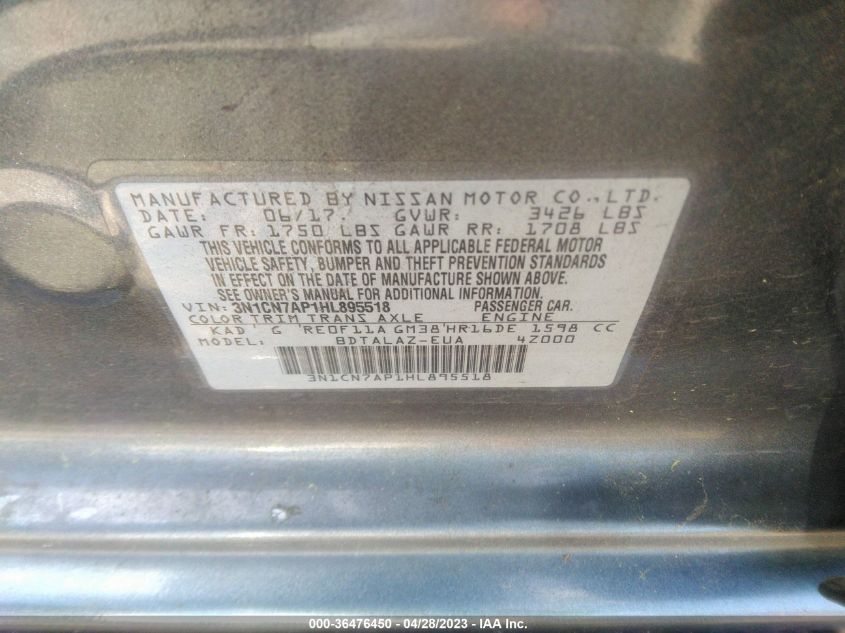 MANUFACTURED BY NISSAN MOTOR CO., LTD.
DATE: 06/17. GVWR: 3426 LBS
GAWR FR: 1750 LBS GAWR RR: 1708 LBS
THIS VEHICLE CONFORMS TO ALL APPLICABLE FEDERAL MOTOR
VEHICLE SAFETY, BUMPER AND THEFT PREVENTION STANDARDS
IN EFFECT ON THE DATE OF MANUFACTURE SHOWN ABOVE.
SEE OWNER'S MANUAL FOR ADDITIONAL INFORMATION.
VIN: 3N1CN7AP1HL895518 PASSENGER CAR.
COLOR TRIM TRANS AXLE ENGINE
KAD G RE0F11A GM38 HR16DE 1598 CC
MODEL: BDTALAZ-EUA 4Z000
3N1CN7AP1HL895518
000-36476450 - 04/28/2023 - IAA Inc.